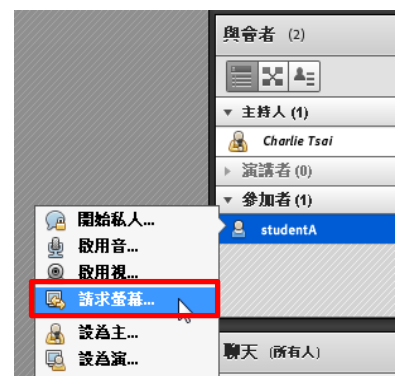 與會者 (2)
主持人 (1)
Charlie Tsai
演講者 (0)
參加者 (1)
studentA
開始私人...
啟用音...
啟用視...
請求螢幕...
設為主...
設為演...
聊天 (所有人)